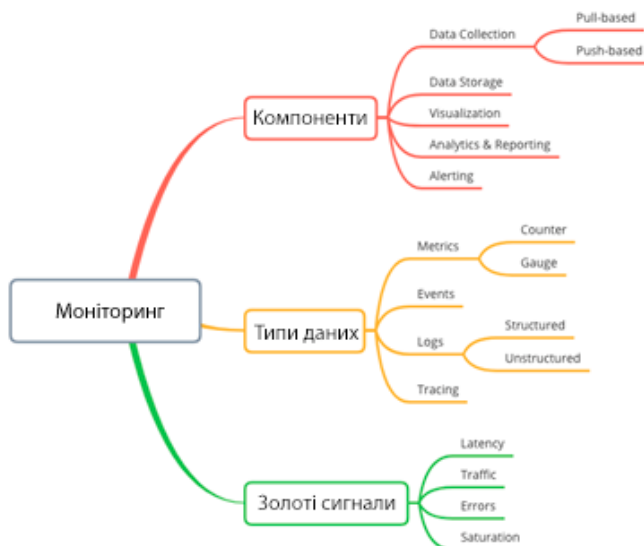 Моніторинг
Компоненти
Data Collection
Pull-based
Push-based
Data Storage
Visualization
Analytics & Reporting
Alerting
Типи даних
Metrics
Counter
Gauge
Events
Logs
Structured
Unstructured
Tracing
Золоті сигнали
Latency
Traffic
Errors
Saturation